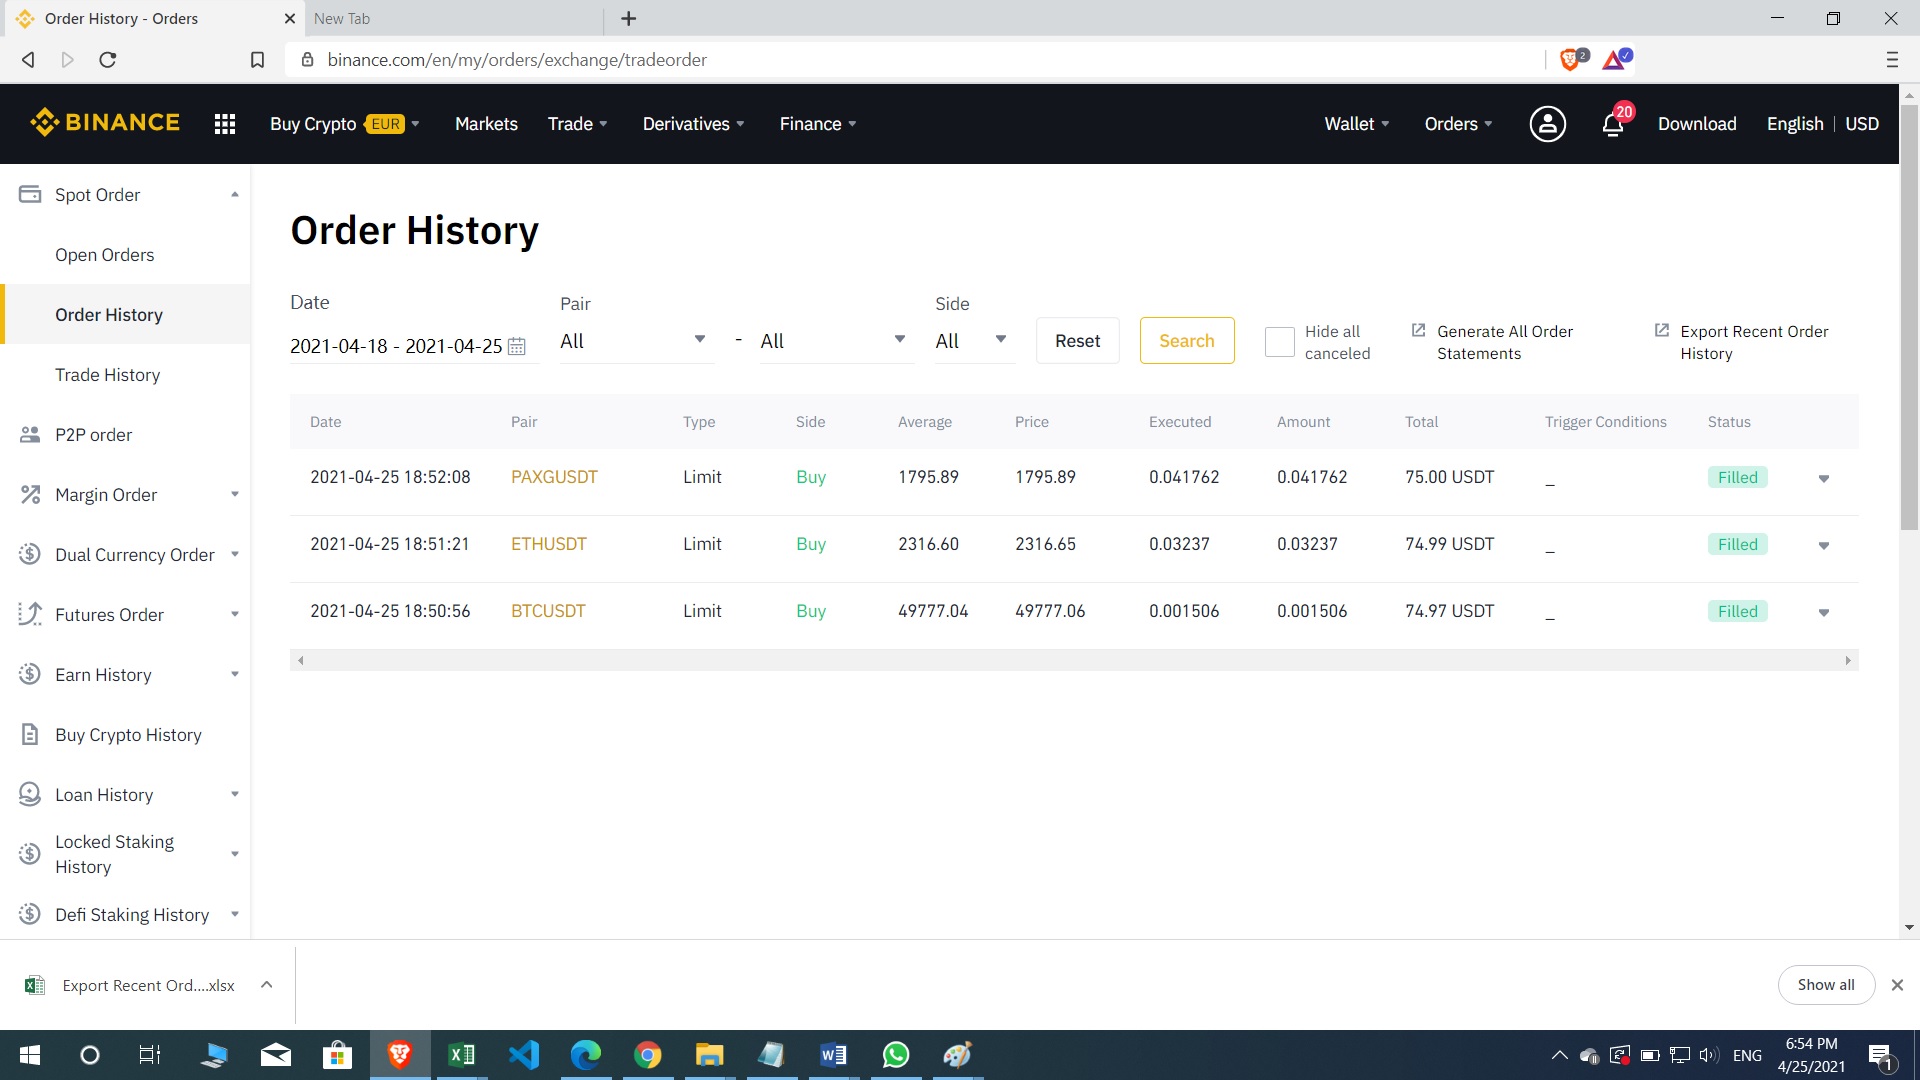 Order History - Orders
New Tab
binance.com/en/my/orders/exchange/tradeorder
2
BINANCE
Buy Crypto EUR
Markets
Trade
Derivatives
Finance
Wallet
Orders
20
Download
English
USD
Spot Order
Open Orders
Order History
Trade History
P2P order
Margin Order
Dual Currency Order
Futures Order
Earn History
Buy Crypto History
Loan History
Locked Staking
History
Defi Staking History
Order History
Date
Pair
Side
2021-04-18 - 2021-04-25
All - All
All
Reset
Search
Hide all
canceled
Generate All Order
Statements
Export Recent Order
History
Date Pair Type Side Average Price Executed Amount Total Trigger Conditions Status
2021-04-25 18:52:08 PAXGUSDT Limit Buy 1795.89 1795.89 0.041762 0.041762 75.00 USDT _ Filled
2021-04-25 18:51:21 ETHUSDT Limit Buy 2316.60 2316.65 0.03237 0.03237 74.99 USDT _ Filled
2021-04-25 18:50:56 BTCUSDT Limit Buy 49777.04 49777.06 0.001506 0.001506 74.97 USDT _ Filled
Export Recent Ord....xlsx
Show all
ENG
6:54 PM
4/25/2021
1